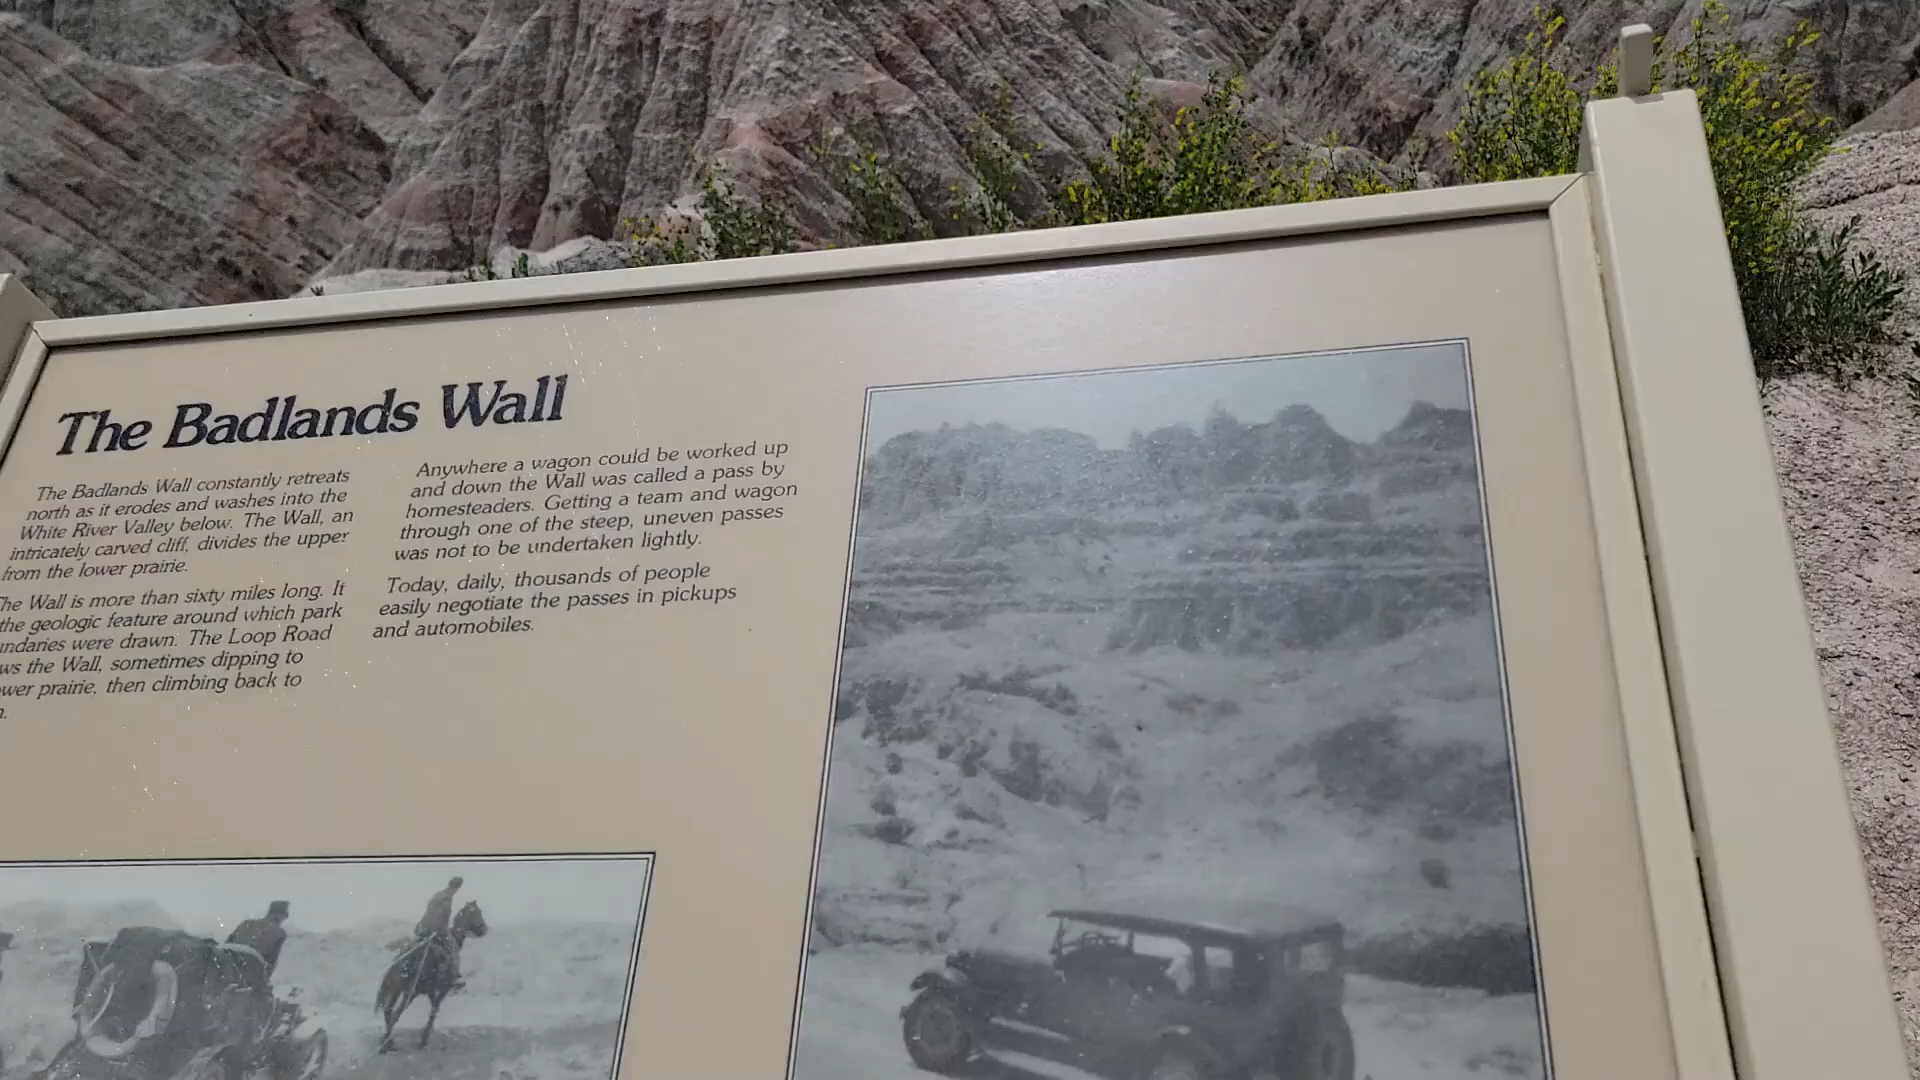 The Badlands Wall
The Badlands Wall constantly retreats
north as it erodes and washes into the
White River Valley below. The Wall, an
intricately carved cliff, divides the upper
from the lower prairie.
The Wall is more than sixty miles long. It
the geologic feature around which park
undaries were drawn. The Loop Road
ws the Wall, sometimes dipping to
wer prairie, then climbing back to
Anywhere a wagon could be worked up
and down the Wall was called a pass by
homesteaders. Getting a team and wagon
through one of the steep, uneven passes
was not to be undertaken lightly.
Today, daily, thousands of people
easily negotiate the passes in pickups
and automobiles.